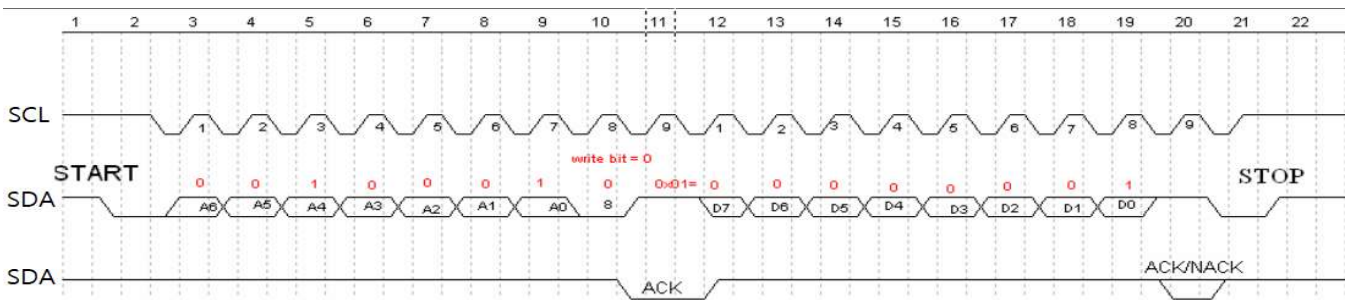 1 2 3 4 5 6 7 8 9 10 11 12 13 14 15 16 17 18 19 20 21 22
SCL 1 2 3 4 5 6 7 8 9 1 2 3 4 5 6 7 8 9
write bit = 0
START 0 0 1 0 0 0 1 0 0x01= 0 0 0 0 0 0 0 1 STOP
SDA A6 A5 A4 A3 A2 A1 A0 8 D7 D6 D5 D4 D3 D2 D1 D0
SDA ACK ACK/NACK